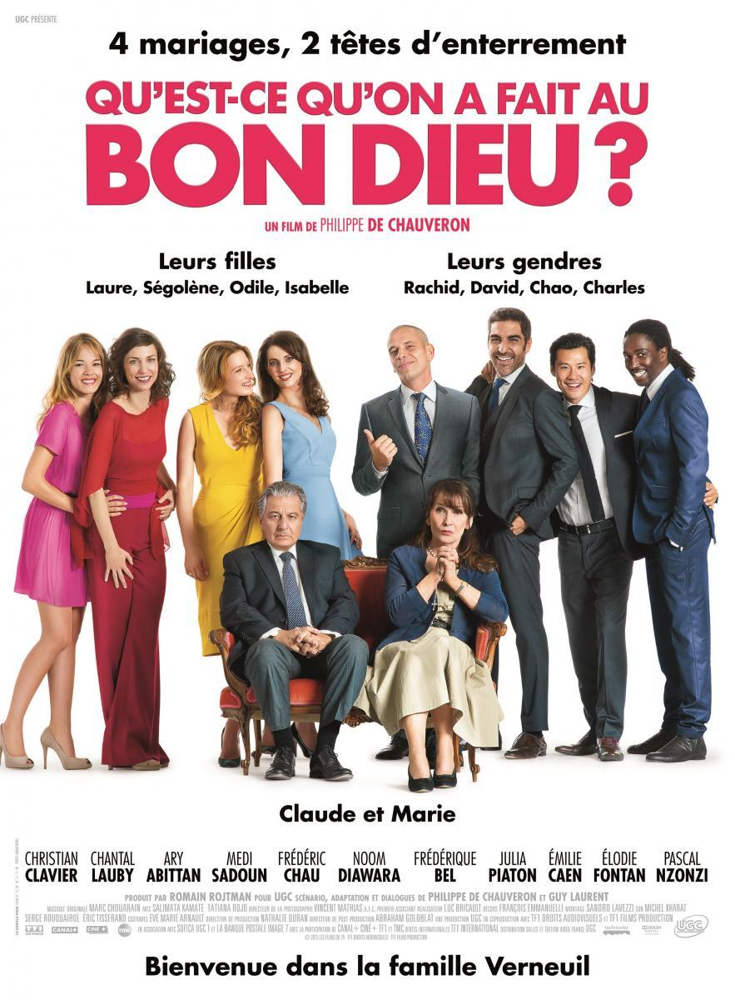 UGC PRÉSENTE
4 mariages, 2 têtes d'enterrement
QU'EST-CE QU'ON A FAIT AU
BON DIEU ?
UN FILM DE PHILIPPE DE CHAUVERON
Leurs filles
Laure, Ségolène, Odile, Isabelle
Leurs gendres
Rachid, David, Chao, Charles
Claude et Marie
CHRISTIAN CLAVIER
CHANTAL LAUBY
ARY ABITTAN
MEDI SADOUN
FRÉDÉRIC CHAU
NOOM DIAWARA
FRÉDÉRIQUE BEL
JULIA PIATON
ÉMILIE CAEN
ÉLODIE FONTAN
PASCAL NZONZI
PRODUIT PAR ROMAIN ROJTMAN POUR UGC SCÉNARIO, ADAPTATION ET DIALOGUES DE PHILIPPE DE CHAUVERON ET GUY LAURENT
MUSIQUE ORIGINALE MARC CHOUARAIN AVEC SALIMATA KAMATE TATIANA ROJO DIRECTEUR DE LA PHOTOGRAPHIE VINCENT MATHIAS A.F.C. PREMIER ASSISTANT RÉALISATEUR LUC BRICAULT DÉCORS FRANÇOIS EMMANUELLI MONTAGE SANDRO LAVEZZI SON MICHEL KHARAT
SERGE ROUQUAIROL ÉRIC TISSERAND COSTUMES EVE MARIE ARNAULT DIRECTEUR DE PRODUCTION NATHALIE DURAN DIRECTEUR DE POST-PRODUCTION ABRAHAM GOLDBLAT UNE PRODUCTION UGC EN COPRODUCTION AVEC TF1 DROITS AUDIOVISUELS ET TF1 FILMS PRODUCTION
EN ASSOCIATION AVEC SOFICA UGC 1 ET LA BANQUE POSTALE IMAGE 7 AVEC LA PARTICIPATION DE CANAL+ CINÉ+ TF1 ET TMC VENTES INTERNATIONALES TF1 INTERNATIONAL DISTRIBUTION SALLES ET ÉDITION VIDÉO FRANCE UGC
© 2013 LES FILMS DU 24 - TF1 DROITS AUDIOVISUELS - TF1 FILMS PRODUCTION
TF1
CANAL+
CINÉ+
TMC
technicolor
DOLBY
UGC
Bienvenue dans la famille Verneuil